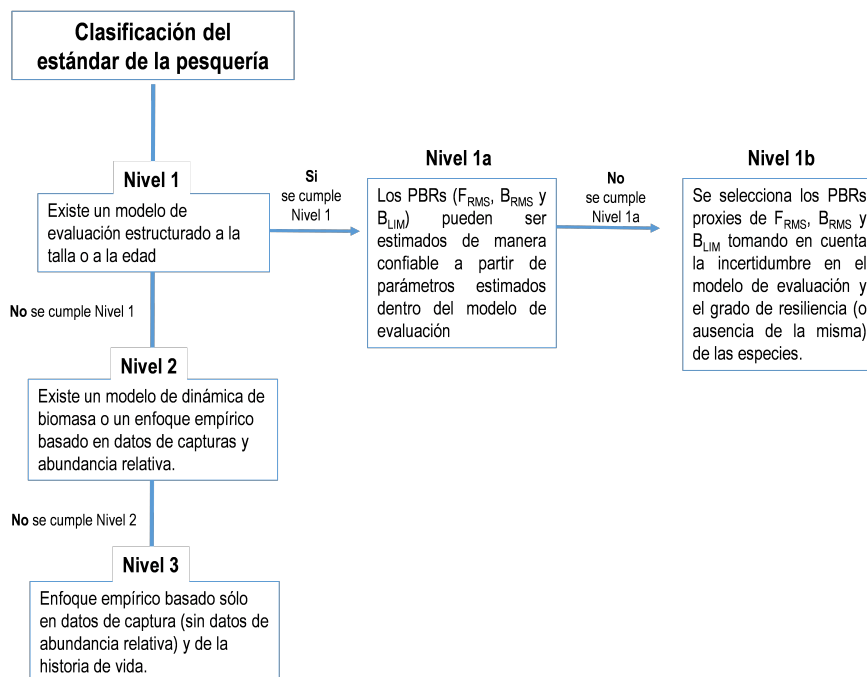 Clasificación del
estándar de la pesquería
Nivel 1
Existe un modelo de
evaluación estructurado a la
talla o a la edad
Si
se cumple
Nivel 1
Nivel 1a
Los PBRs (FRMS, BRMS y
BLIM) pueden ser
estimados de manera
confiable a partir de
parámetros estimados
dentro del modelo de
evaluación
No
se cumple
Nivel 1a
Nivel 1b
Se selecciona los PBRs
proxies de FRMS, BRMS y
BLIM tomando en cuenta
la incertidumbre en el
modelo de evaluación y
el grado de resiliencia (o
ausencia de la misma)
de las especies.
No se cumple Nivel 1
Nivel 2
Existe un modelo de dinámica de
biomasa o un enfoque empírico
basado en datos de capturas y
abundancia relativa.
No se cumple Nivel 2
Nivel 3
Enfoque empírico basado sólo
en datos de captura (sin datos de
abundancia relativa) y de la
historia de vida.